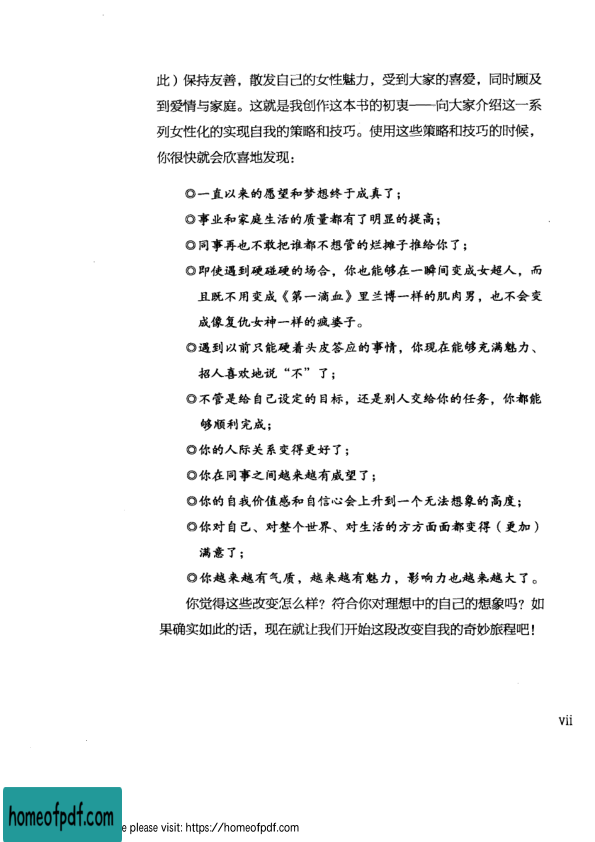 此）保持友善，散发自己的女性魅力，受到大家的喜爱，同时顾及
到爱情与家庭。这就是我创作这本书的初衷——向大家介绍这一系
列女性化的实现自我的策略和技巧。使用这些策略和技巧的时候，
你很快就会欣喜地发现：
◎一直以来的愿望和梦想终于成真了；
◎事业和家庭生活的质量都有了明显的提高；
◎同事再也不敢把谁都不想管的烂摊子推给你了；
◎即使遇到硬碰硬的场合，你也能够在一瞬间变成女超人，而
且既不用变成《第一滴血》里兰博一样的肌肉男，也不会变
成像复仇女神一样的疯婆子。
◎遇到以前只能硬着头皮答应的事情，你现在能够充满魅力、
招人喜欢地说“不”了；
◎不管是给自己设定的目标，还是别人交给你的任务，你都能
够顺利完成；
◎你的人际关系变得更好了；
◎你在同事之间越来越有威望了；
◎你的自我价值感和自信心会上升到一个无法想象的高度；
◎你对自己、对整个世界、对生活的方方面面都变得（更加）
满意了；
◎你越来越有气质，越来越有魅力，影响力也越来越大了。
你觉得这些改变怎么样？符合你对理想中的自己的想象吗？如
果确实如此的话，现在就让我们开始这段改变自我的奇妙旅程吧！
vii
homeofpdf.com
e please visit: https://homeofpdf.com